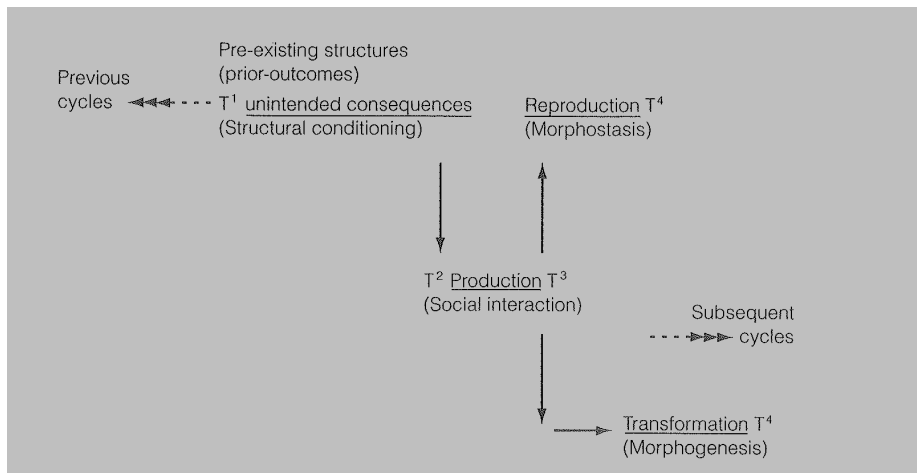 Pre-existing structures
(prior-outcomes)
Previous
cycles
T¹ unintended consequences
(Structural conditioning)
Reproduction T⁴
(Morphostasis)
T² Production T³
(Social interaction)
Subsequent
cycles
Transformation T⁴
(Morphogenesis)